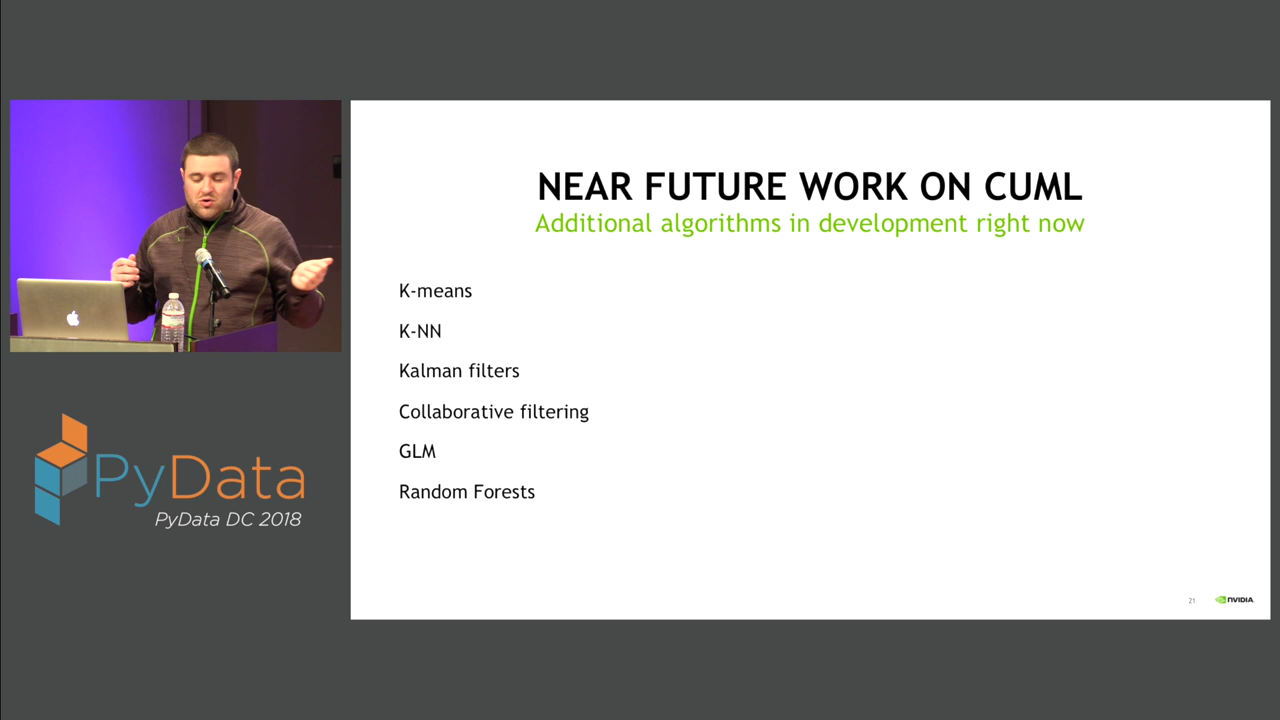 NEAR FUTURE WORK ON CUML
Additional algorithms in development right now
K-means
K-NN
Kalman filters
Collaborative filtering
GLM
Random Forests
21
NVIDIA
PyData
PyData DC 2018